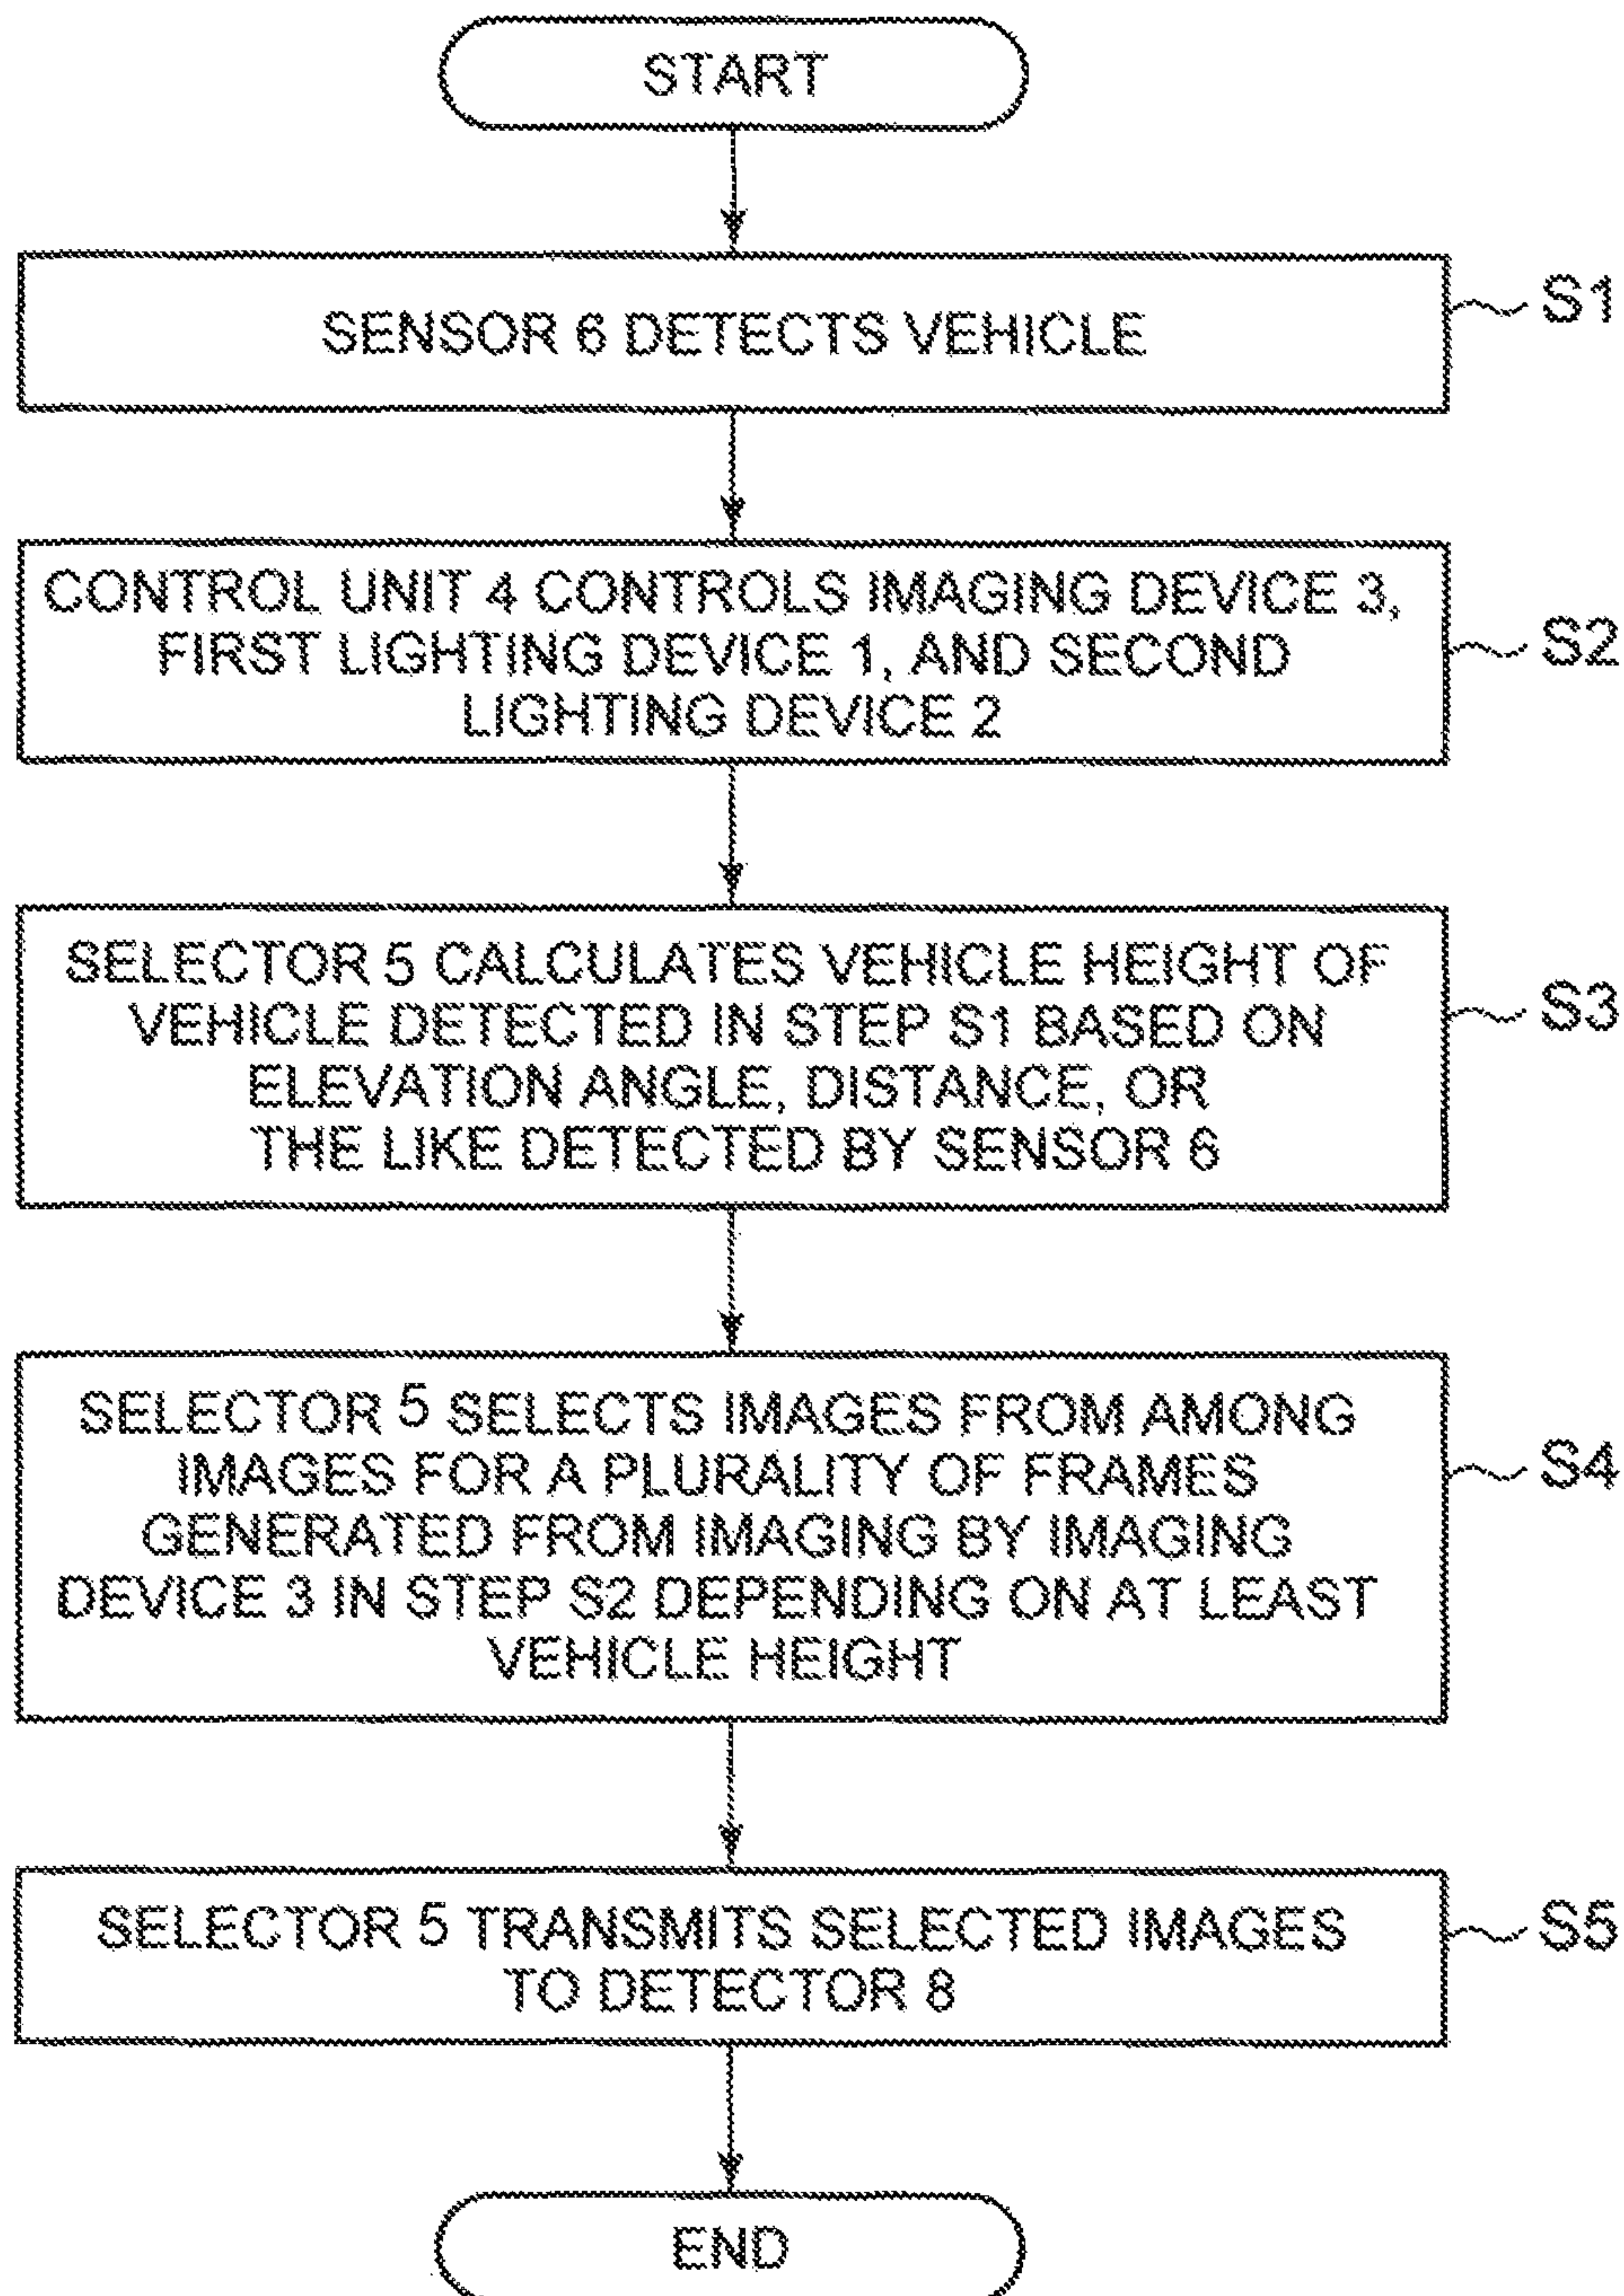 START
SENSOR 6 DETECTS VEHICLE
S1
CONTROL UNIT 4 CONTROLS IMAGING DEVICE 3,
FIRST LIGHTING DEVICE 1, AND SECOND
LIGHTING DEVICE 2
S2
SELECTOR 5 CALCULATES VEHICLE HEIGHT OF
VEHICLE DETECTED IN STEP S1 BASED ON
ELEVATION ANGLE, DISTANCE, OR
THE LIKE DETECTED BY SENSOR 6
S3
SELECTOR 5 SELECTS IMAGES FROM AMONG
IMAGES FOR A PLURALITY OF FRAMES
GENERATED FROM IMAGING BY IMAGING
DEVICE 3 IN STEP S2 DEPENDING ON AT LEAST
VEHICLE HEIGHT
S4
SELECTOR 5 TRANSMITS SELECTED IMAGES
TO DETECTOR 8
S5
END